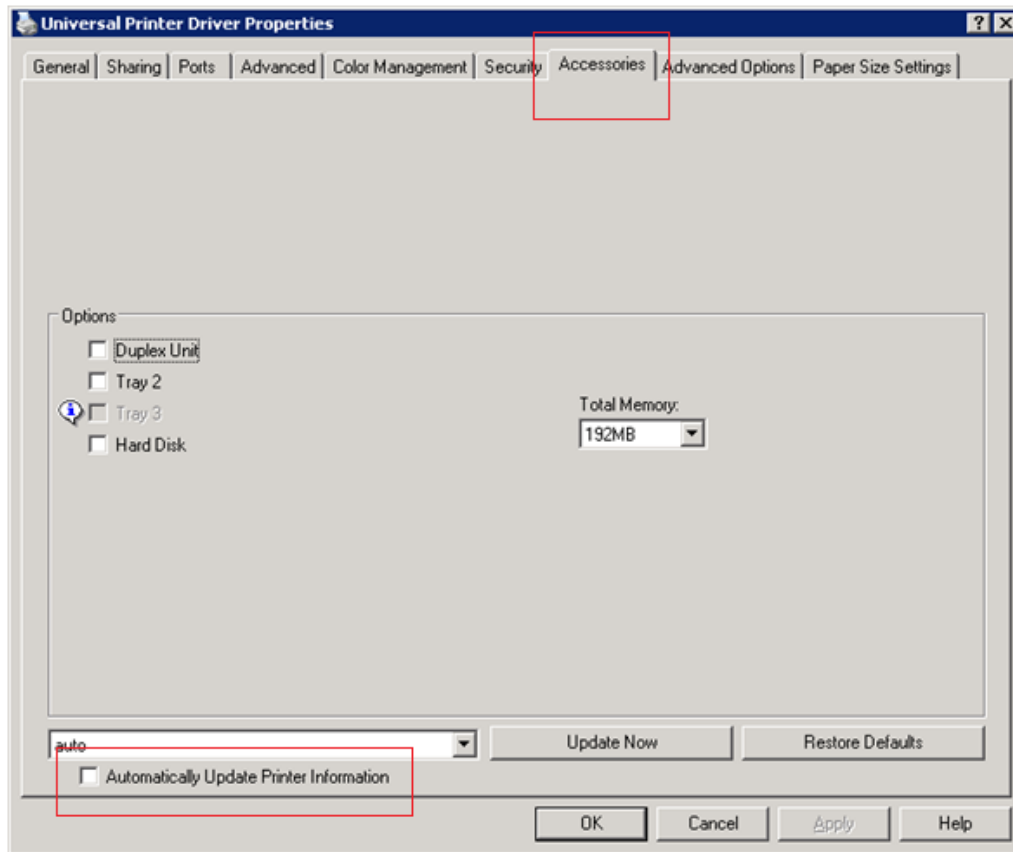 Universal Printer Driver Properties
General Sharing Ports Advanced Color Management Security Accessories Advanced Options Paper Size Settings
Options
Duplex Unit
Tray 2
Tray 3
Hard Disk
Total Memory:
192MB
auto Update Now Restore Defaults
Automatically Update Printer Information
OK Cancel Apply Help